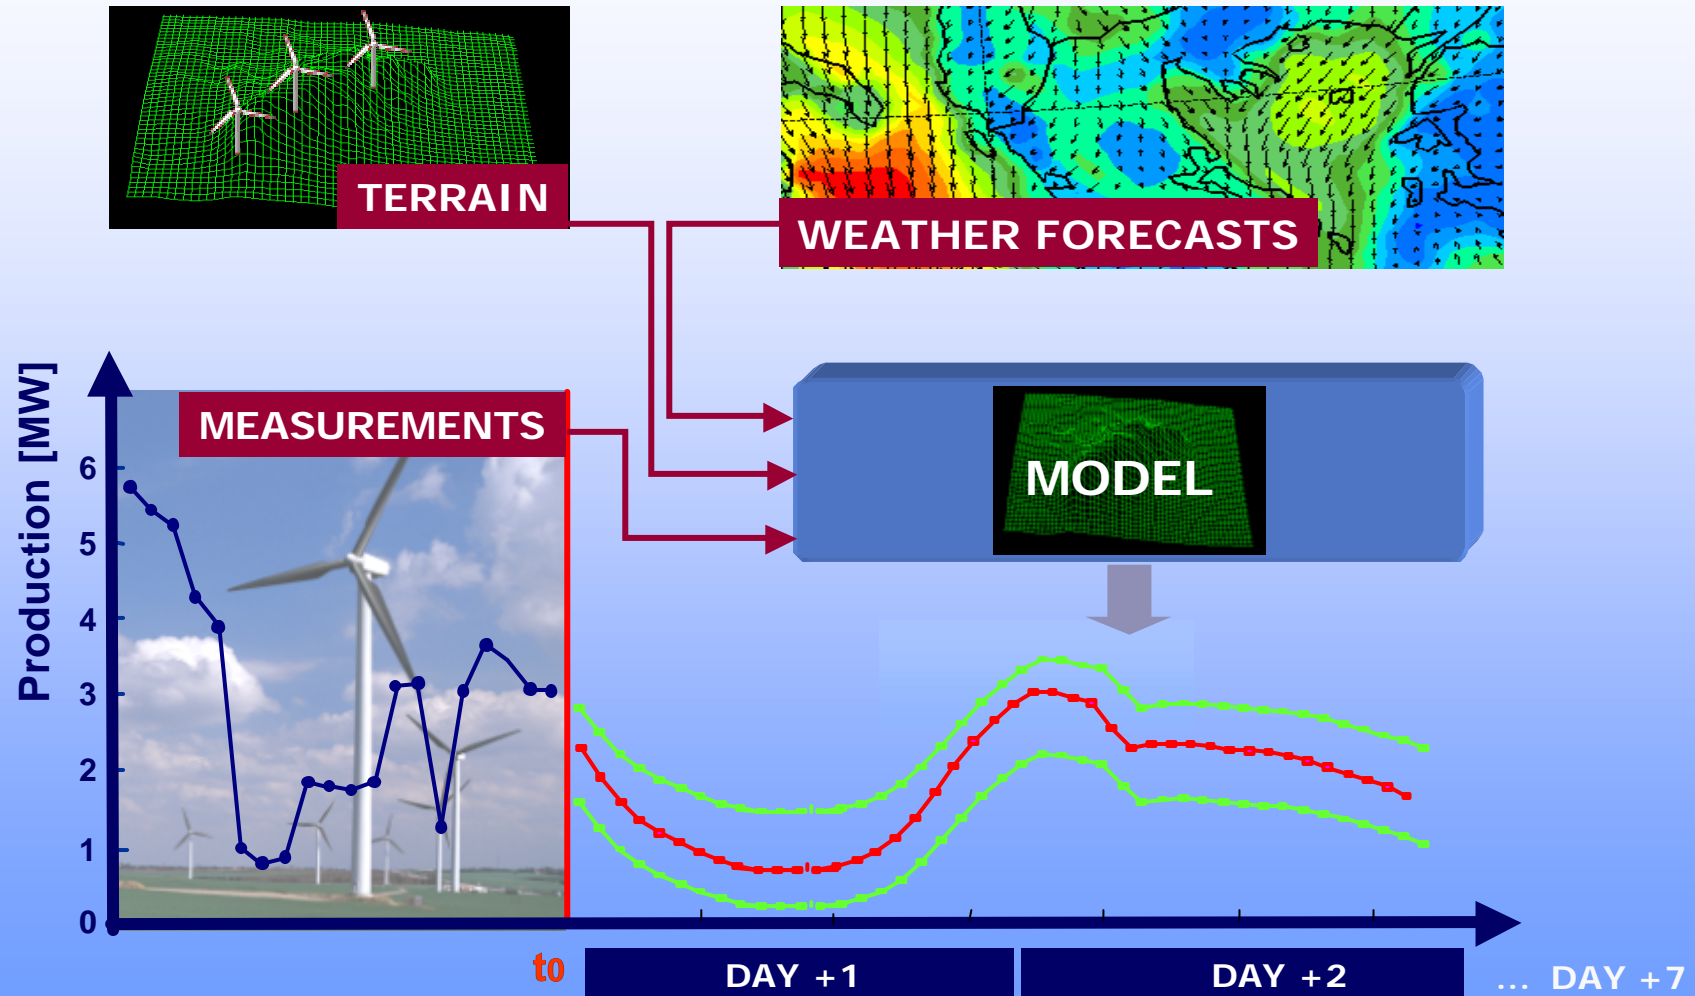 TERRAIN
WEATHER FORECASTS
MEASUREMENTS
MODEL
Production [MW]
6
5
4
3
2
1
0
t0
DAY +1
DAY +2
... DAY +7